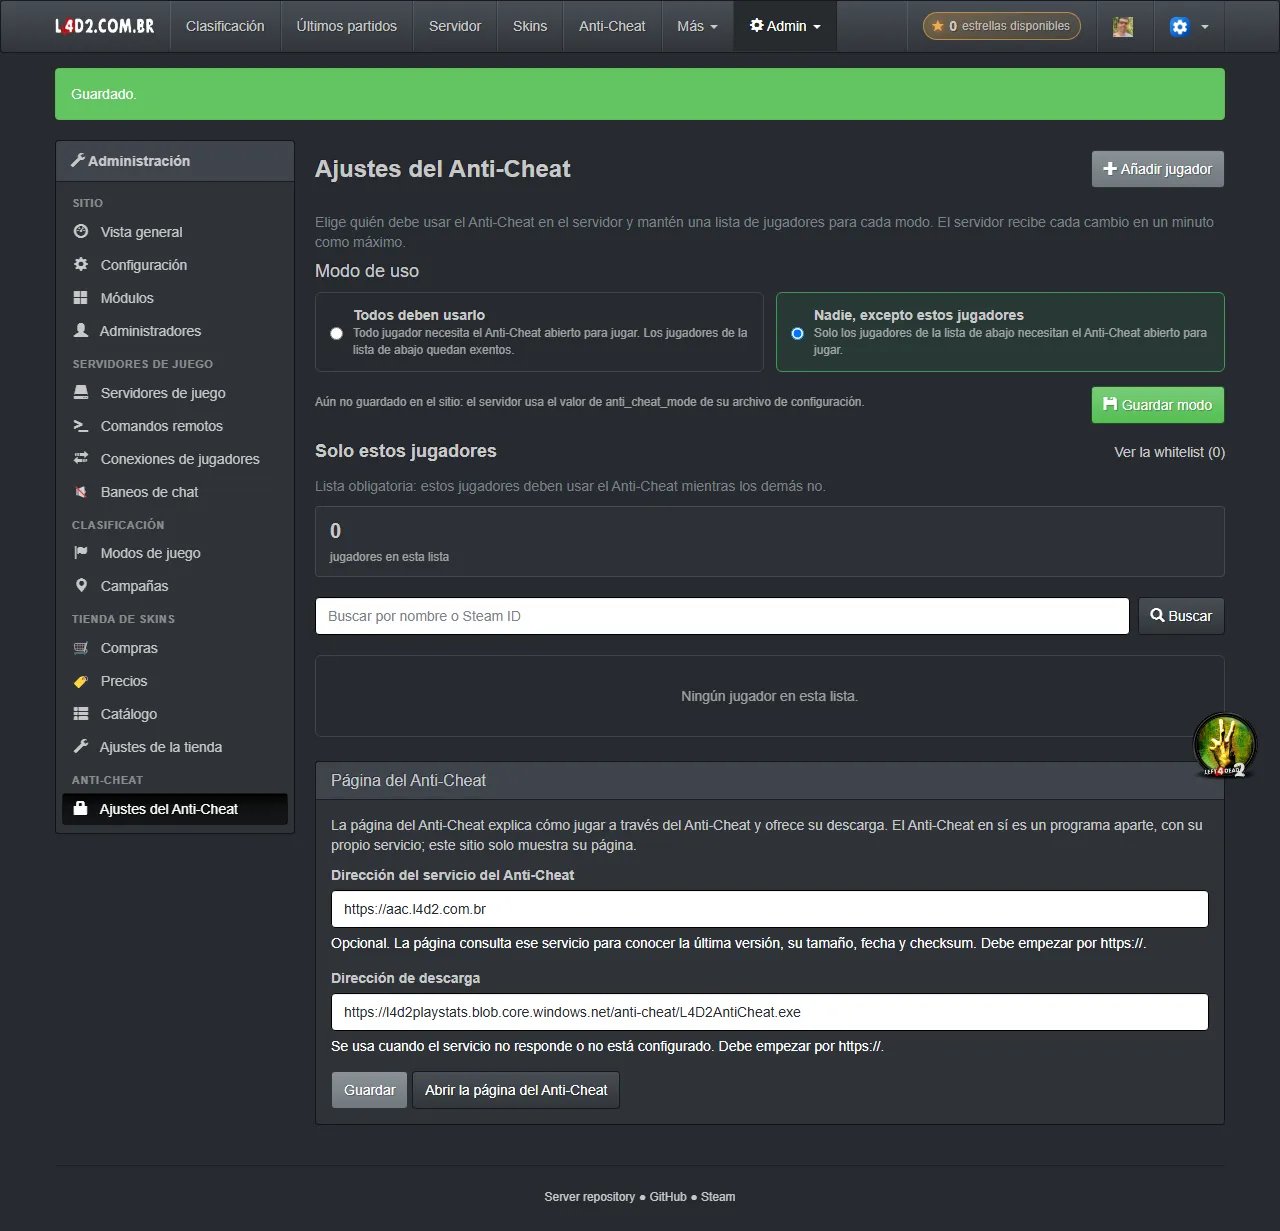 L4D2.COM.BR
Clasificación
Últimos partidos
Servidor
Skins
Anti-Cheat
Más
Admin
0 estrellas disponibles
Guardado.
Administración
SITIO
Vista general
Configuración
Módulos
Administradores
SERVIDORES DE JUEGO
Servidores de juego
Comandos remotos
Conexiones de jugadores
Baneos de chat
CLASIFICACIÓN
Modos de juego
Campañas
TIENDA DE SKINS
Compras
Precios
Catálogo
Ajustes de la tienda
ANTI-CHEAT
Ajustes del Anti-Cheat
Ajustes del Anti-Cheat
Añadir jugador
Elige quién debe usar el Anti-Cheat en el servidor y mantén una lista de jugadores para cada modo. El servidor recibe cada cambio en un minuto
como máximo.
Modo de uso
Todos deben usarlo
Todo jugador necesita el Anti-Cheat abierto para jugar. Los jugadores de la
lista de abajo quedan exentos.
Nadie, excepto estos jugadores
Solo los jugadores de la lista de abajo necesitan el Anti-Cheat abierto para
jugar.
Aún no guardado en el sitio: el servidor usa el valor de anti_cheat_mode de su archivo de configuración.
Guardar modo
Solo estos jugadores
Ver la whitelist (0)
Lista obligatoria: estos jugadores deben usar el Anti-Cheat mientras los demás no.
0
jugadores en esta lista
Buscar por nombre o Steam ID
Buscar
Ningún jugador en esta lista.
LEFT 4 DEAD 2
Página del Anti-Cheat
La página del Anti-Cheat explica cómo jugar a través del Anti-Cheat y ofrece su descarga. El Anti-Cheat en sí es un programa aparte, con su
propio servicio; este sitio solo muestra su página.
Dirección del servicio del Anti-Cheat
https://aac.l4d2.com.br
Opcional. La página consulta ese servicio para conocer la última versión, su tamaño, fecha y checksum. Debe empezar por https://.
Dirección de descarga
https://l4d2playstats.blob.core.windows.net/anti-cheat/L4D2AntiCheat.exe
Se usa cuando el servicio no responde o no está configurado. Debe empezar por https://.
Guardar
Abrir la página del Anti-Cheat
Server repository ● GitHub ● Steam